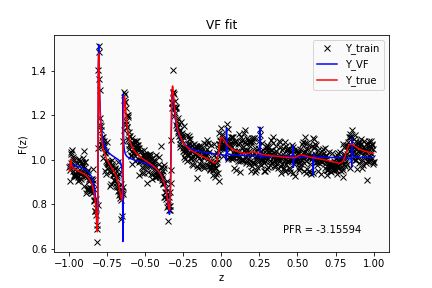 VF fit
Y_train
Y_VF
Y_true
F(z)
1.4
1.2
1.0
0.8
0.6
PFR = -3.15594
−1.00 −0.75 −0.50 −0.25 0.00 0.25 0.50 0.75 1.00
z